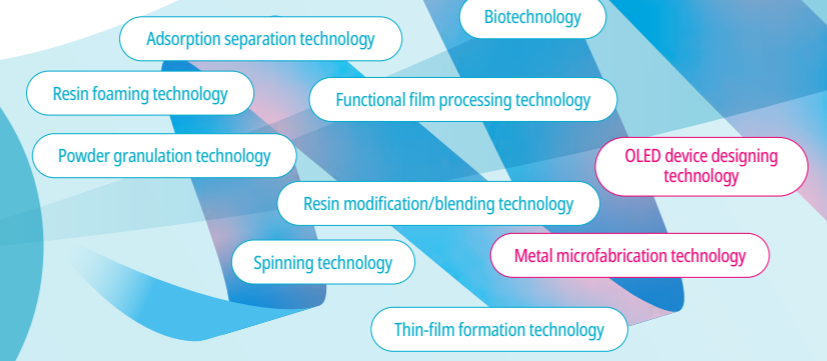 Biotechnology
Adsorption separation technology
Resin foaming technology
Functional film processing technology
Powder granulation technology
OLED device designing
technology
Resin modification/blending technology
Metal microfabrication technology
Spinning technology
Thin-film formation technology